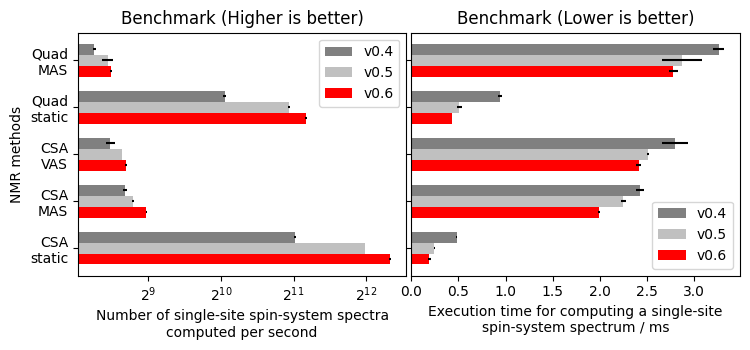 Benchmark (Higher is better)
Benchmark (Lower is better)
NMR methods
Quad
MAS
Quad
static
CSA
VAS
CSA
MAS
CSA
static
v0.4
v0.5
v0.6
2^9
2^10
2^11
2^12
Number of single-site spin-system spectra
computed per second
v0.4
v0.5
v0.6
0.0 0.5 1.0 1.5 2.0 2.5 3.0
Execution time for computing a single-site
spin-system spectrum / ms